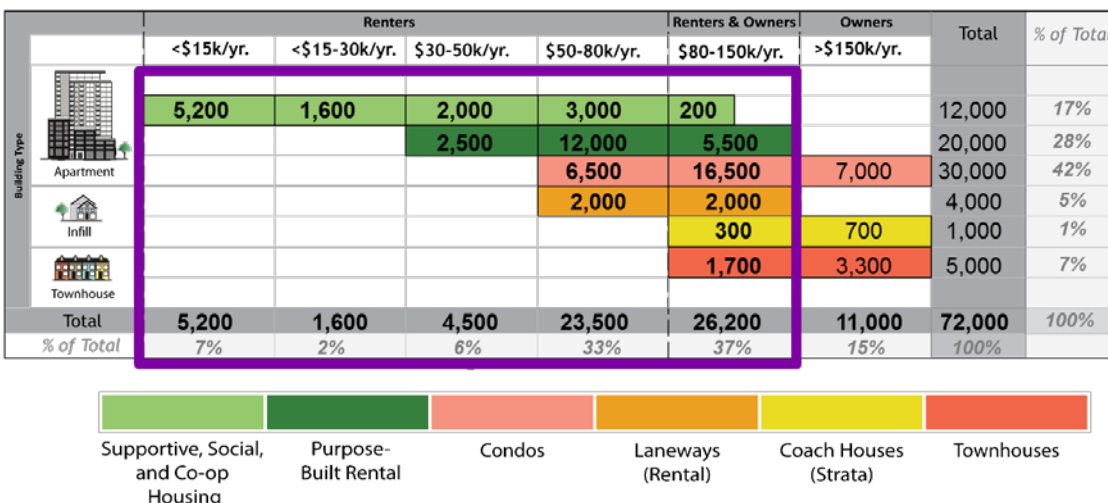 Renters Renters & Owners Owners Total % of Total
<$15k/yr. <$15-30k/yr. $30-50k/yr. $50-80k/yr. $80-150k/yr. >$150k/yr.
Building Type
5,200 1,600 2,000 3,000 200 12,000 17%
2,500 12,000 5,500 20,000 28%
Apartment 6,500 16,500 7,000 30,000 42%
2,000 2,000 4,000 5%
Infill 300 700 1,000 1%
1,700 3,300 5,000 7%
Townhouse
Total 5,200 1,600 4,500 23,500 26,200 11,000 72,000 100%
% of Total 7% 2% 6% 33% 37% 15% 100%
Supportive, Social, and Co-op Housing
Purpose-Built Rental
Condos
Laneways (Rental)
Coach Houses (Strata)
Townhouses